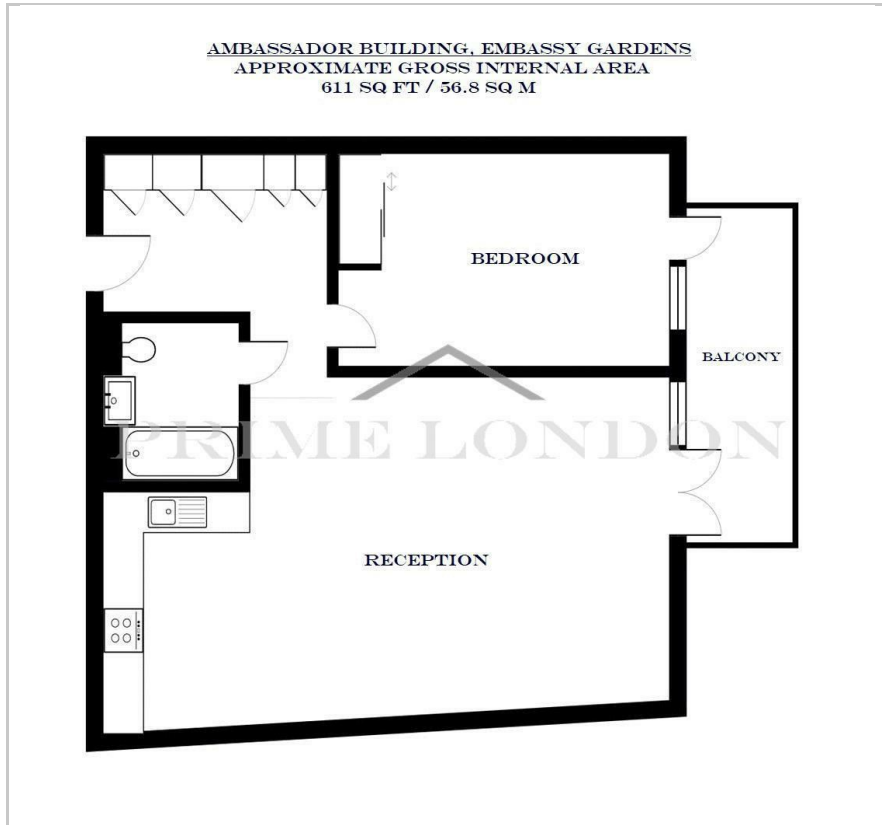 AMBASSADOR BUILDING, EMBASSY GARDENS
APPROXIMATE GROSS INTERNAL AREA
611 SQ FT / 56.8 SQ M
BEDROOM
BALCONY
PRIME LONDON
RECEPTION